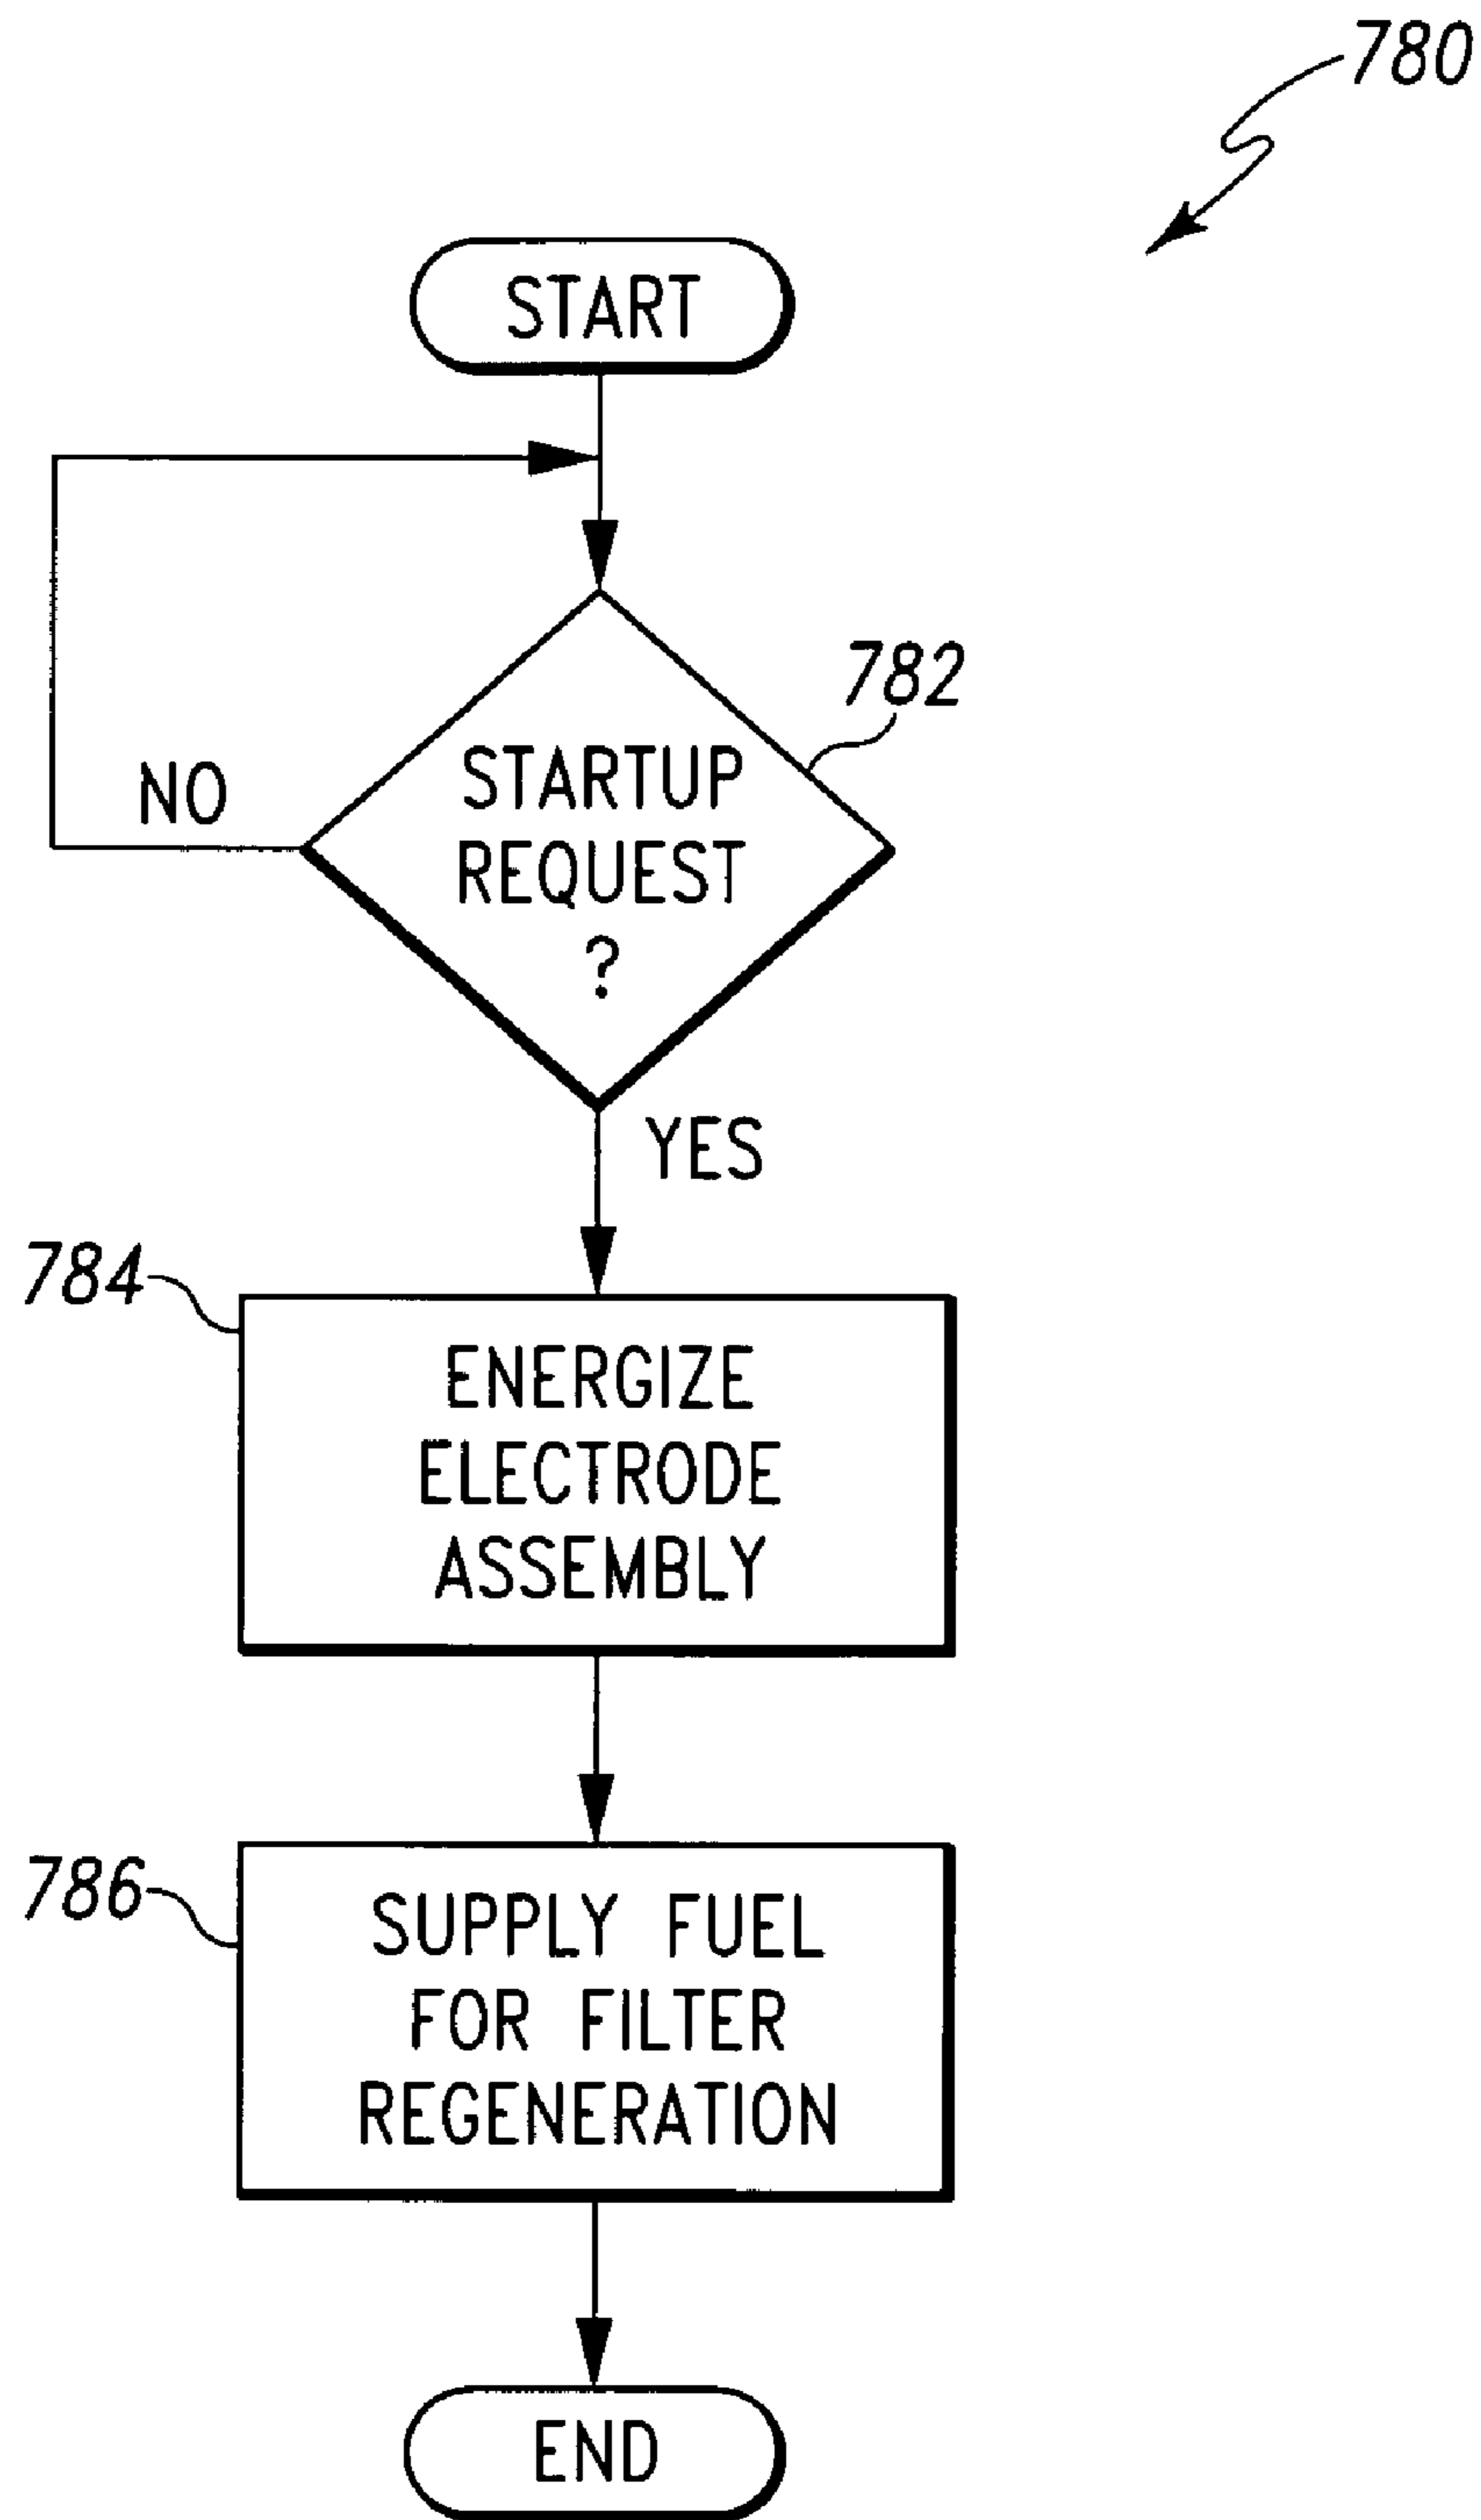 780
START
782
STARTUP
REQUEST
?
NO
YES
784
ENERGIZE
ELECTRODE
ASSEMBLY
786
SUPPLY FUEL
FOR FILTER
REGENERATION
END